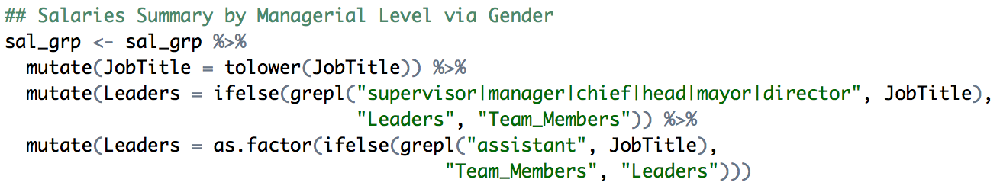 ## Salaries Summary by Managerial Level via Gender
sal_grp <- sal_grp %>%
  mutate(JobTitle = tolower(JobTitle)) %>%
  mutate(Leaders = ifelse(grepl("supervisor|manager|chief|head|mayor|director", JobTitle),
                                "Leaders", "Team_Members")) %>%
  mutate(Leaders = as.factor(ifelse(grepl("assistant", JobTitle),
                                        "Team_Members", "Leaders")))